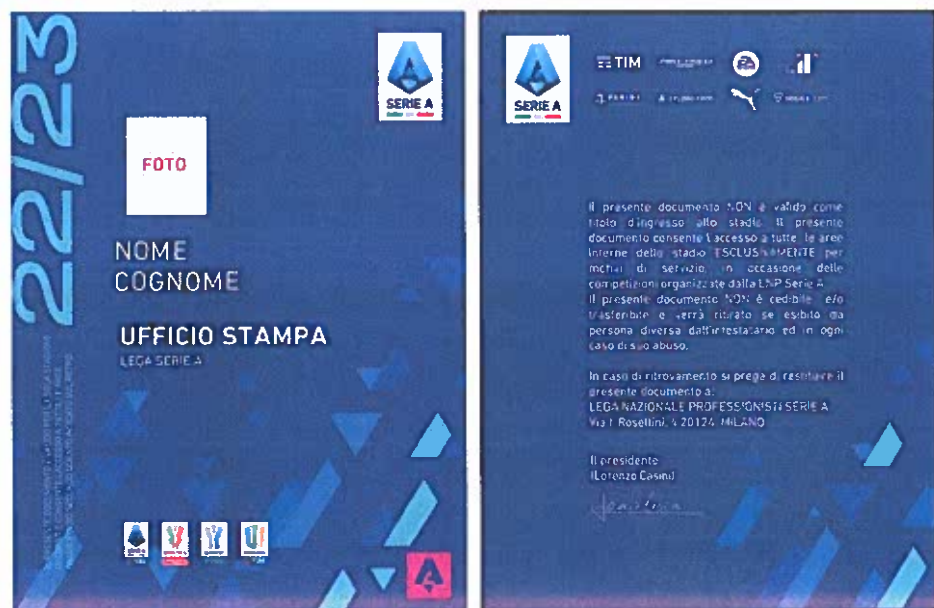 22/23
SERIE A
FOTO
NOME
COGNOME
UFFICIO STAMPA
LEGA SERIE A
SERIE A
TIM
EA
PANINI
Il presente documento NON è valido come
titolo d'ingresso allo stadio. Il presente
documento consente l'accesso a tutte le aree
interne dello stadio ESCLUSIVAMENTE per
motivi di servizio, in occasione delle
competizioni organizzate dalla LNP Serie A
Il presente documento NON è cedibile e/o
trasferibile e verrà ritirato se esibito da
persona diversa dall'intestatario ed in ogni
caso di suo abuso.
In caso di ritrovamento si prega di restituire il
presente documento a:
LEGA NAZIONALE PROFESSIONISTI SERIE A
Via I. Rosellini, 4 20124 MILANO
Il presidente
(Lorenzo Casini)